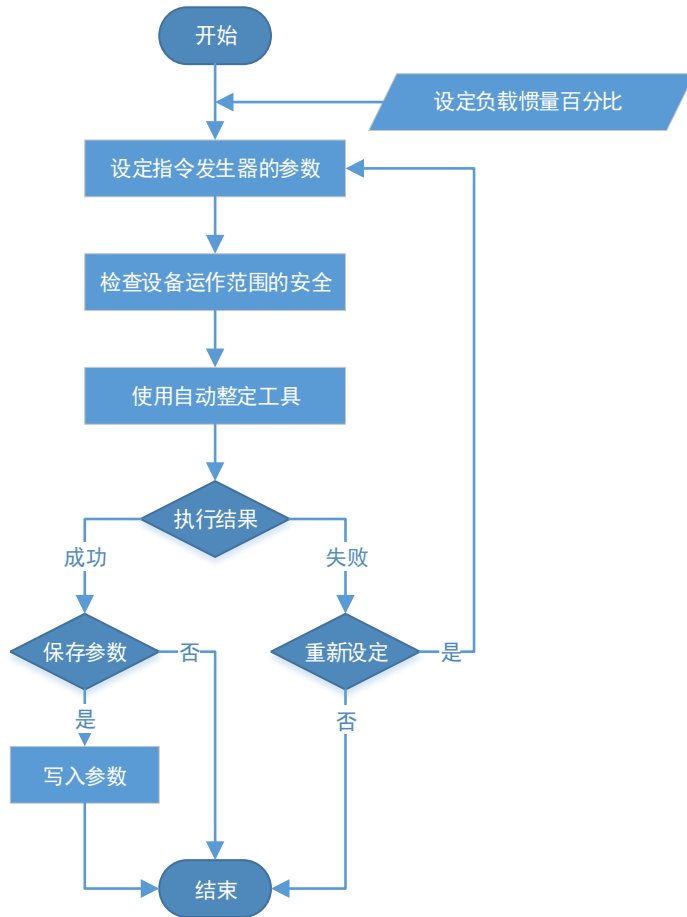 开始
设定负载惯量百分比
设定指令发生器的参数
检查设备运作范围的安全
使用自动整定工具
执行结果
成功
失败
保存参数
否
重新设定
是
是
否
写入参数
结束